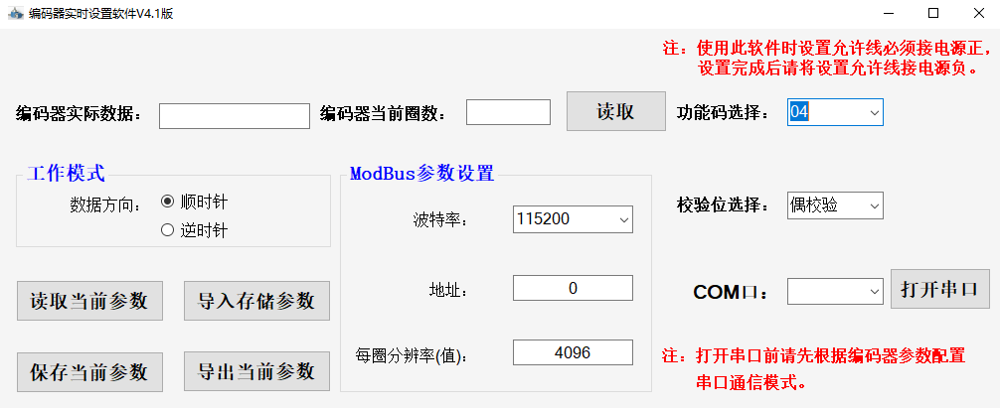 编码器实时设置软件V4.1版
注：使用此软件时设置允许线必须接电源正，
设置完成后请将设置允许线接电源负。
编码器实际数据：
编码器当前圈数：
读取
功能码选择：
04
工作模式
数据方向：
顺时针
逆时针
ModBus参数设置
波特率：
115200
地址：
0
每圈分辨率(值)：
4096
校验位选择：
偶校验
COM口：
打开串口
读取当前参数
导入存储参数
保存当前参数
导出当前参数
注：打开串口前请先根据编码器参数配置
串口通信模式。